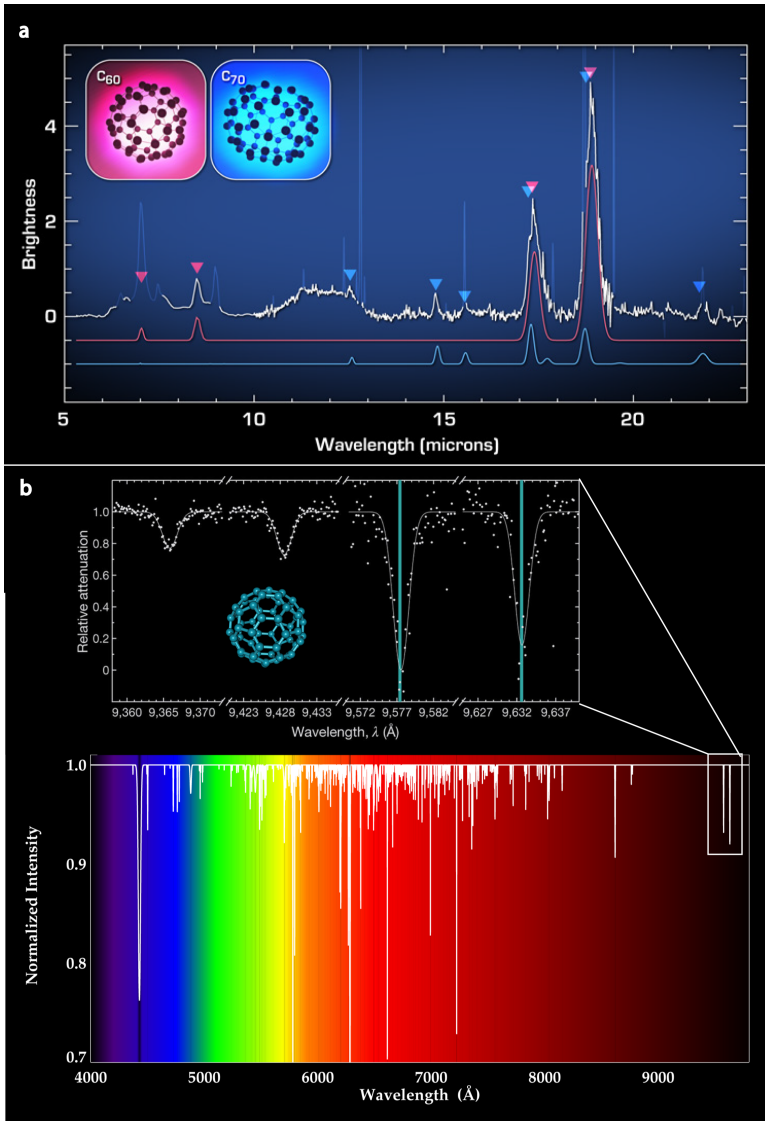 a
C60
C70
4
2
0
Brightness
5 10 15 20
Wavelength (microns)
b
1.0
0.8
0.6
0.4
0.2
0
Relative attenuation
9,360 9,365 9,370 9,423 9,428 9,433 9,572 9,577 9,582 9,627 9,632 9,637
Wavelength, λ (Å)
1.0
0.9
0.8
0.7
Normalized Intensity
4000 5000 6000 7000 8000 9000
Wavelength (Å)